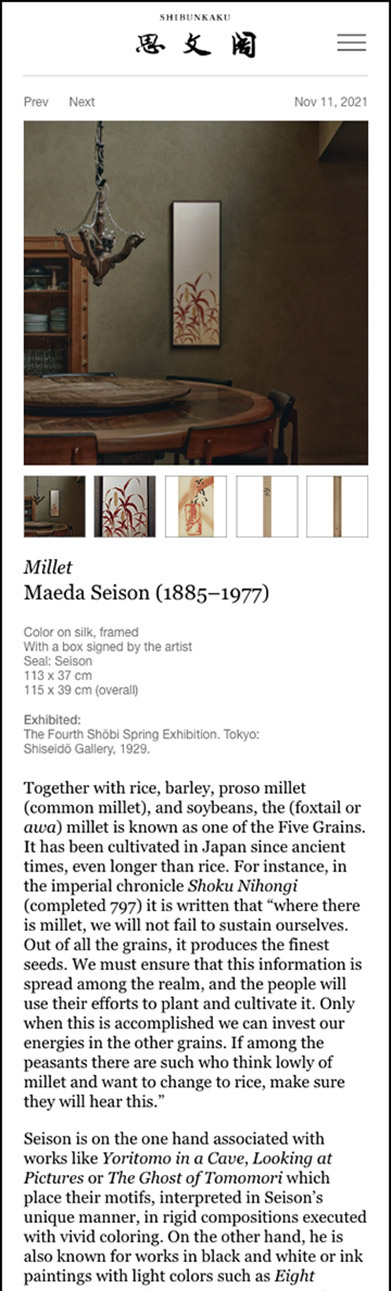 SHIBUNKAKU
思文閣
Prev Next Nov 11, 2021
Millet
Maeda Seison (1885–1977)
Color on silk, framed
With a box signed by the artist
Seal: Seison
113 x 37 cm
115 x 39 cm (overall)
Exhibited:
The Fourth Shōbi Spring Exhibition. Tokyo:
Shiseidō Gallery, 1929.
Together with rice, barley, proso millet
(common millet), and soybeans, the (foxtail or
awa) millet is known as one of the Five Grains.
It has been cultivated in Japan since ancient
times, even longer than rice. For instance, in
the imperial chronicle Shoku Nihongi
(completed 797) it is written that “where there
is millet, we will not fail to sustain ourselves.
Out of all the grains, it produces the finest
seeds. We must ensure that this information is
spread among the realm, and the people will
use their efforts to plant and cultivate it. Only
when this is accomplished we can invest our
energies in the other grains. If among the
peasants there are such who think lowly of
millet and want to change to rice, make sure
they will hear this.”
Seison is on the one hand associated with
works like Yoritomo in a Cave, Looking at
Pictures or The Ghost of Tomomori which
place their motifs, interpreted in Seison’s
unique manner, in rigid compositions executed
with vivid coloring. On the other hand, he is
also known for works in black and white or ink
paintings with light colors such as Eight